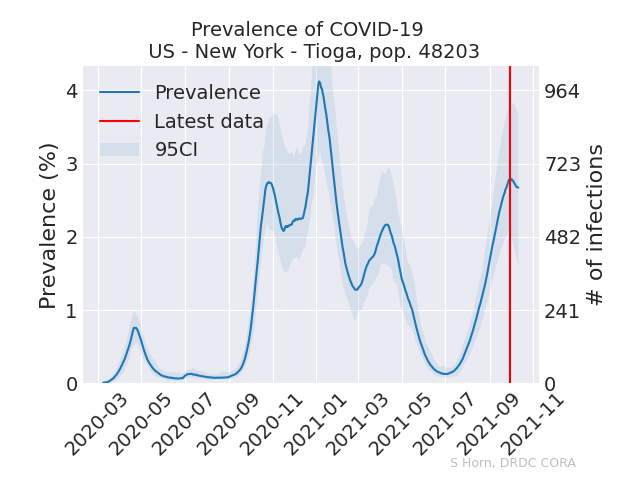 Prevalence of COVID-19
US - New York - Tioga, pop. 48203
Prevalence
Latest data
95CI
Prevalence (%)
4
3
2
1
0
964
723
482
241
0
# of infections
2020-03
2020-05
2020-07
2020-09
2020-11
2021-01
2021-03
2021-05
2021-07
2021-09
2021-11
S Horn, DRDC CORA